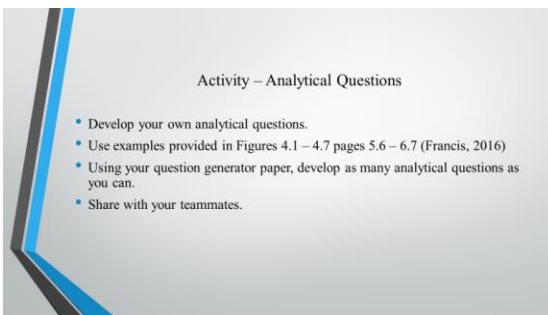 Activity – Analytical Questions
• Develop your own analytical questions.
• Use examples provided in Figures 4.1 – 4.7 pages 5.6 – 6.7 (Francis, 2016)
• Using your question generator paper, develop as many analytical questions as
you can.
• Share with your teammates.